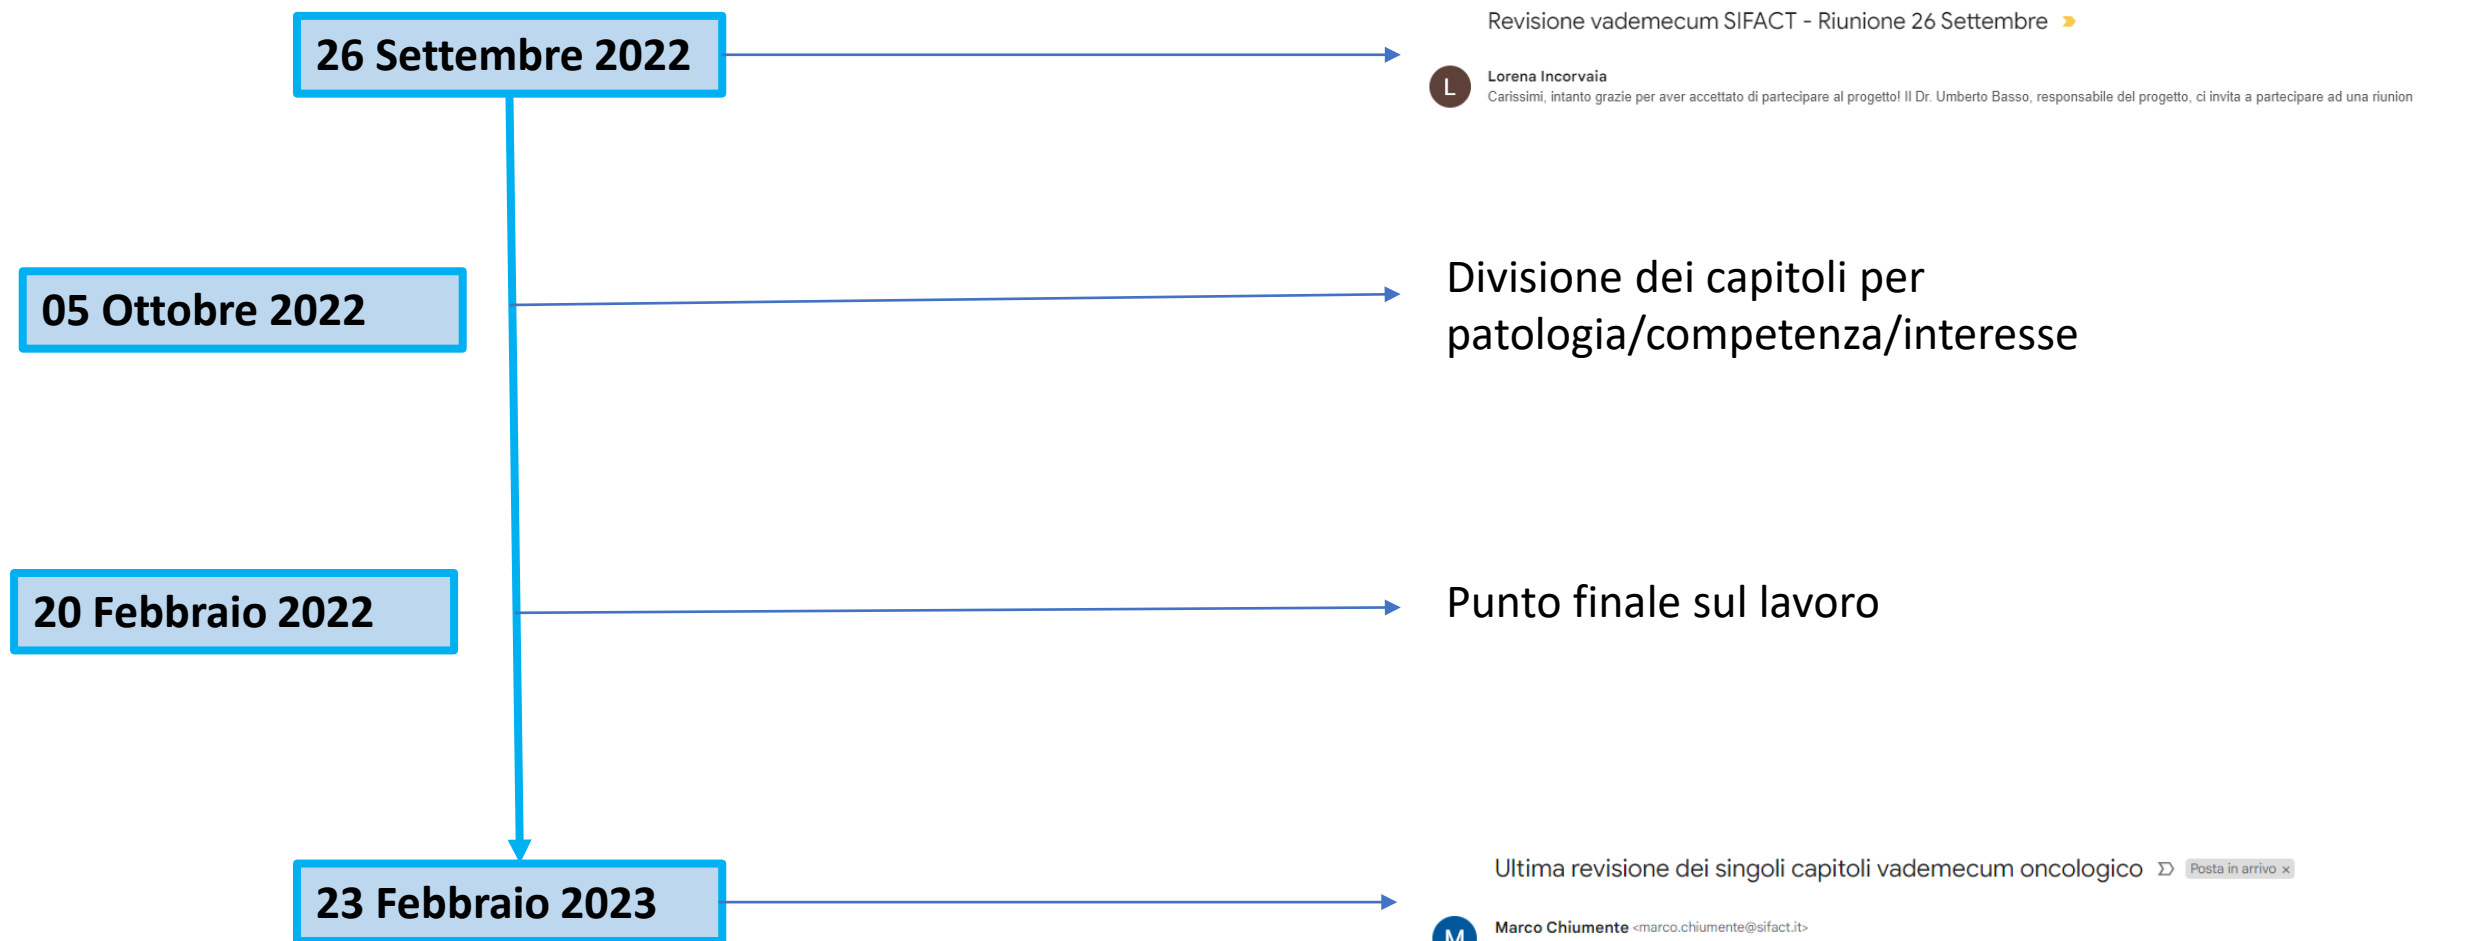 26 Settembre 2022
Revisione vademecum SIFACT - Riunione 26 Settembre
L
Lorena Incorvaia
Carissimi, intanto grazie per aver accettato di partecipare al progetto! Il Dr. Umberto Basso, responsabile del progetto, ci invita a partecipare ad una riunion
05 Ottobre 2022
Divisione dei capitoli per
patologia/competenza/interesse
20 Febbraio 2022
Punto finale sul lavoro
23 Febbraio 2023
Ultima revisione dei singoli capitoli vademecum oncologico
Posta in arrivo ×
M
Marco Chiumente <marco.chiumente@sifact.it>